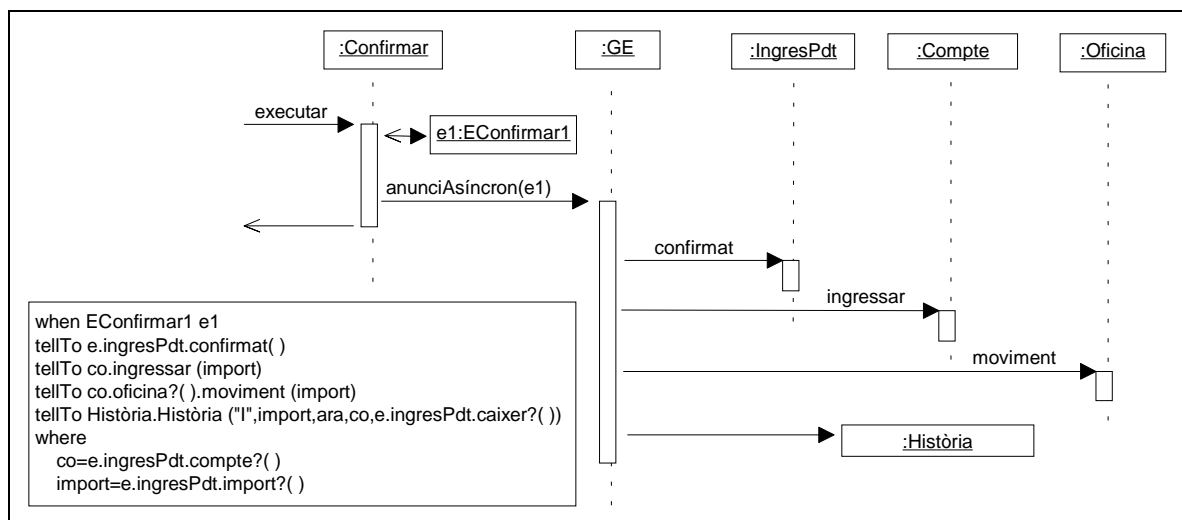 :Confirmar
:GE
:IngresPdt
:Compte
:Oficina
executar
e1:EConfirmar1
anunciAsíncron(e1)
confirmat
ingressar
moviment
:Història
when EConfirmar1 e1
tellTo e.ingresPdt.confirmat( )
tellTo co.ingressar (import)
tellTo co.oficina?( ).moviment (import)
tellTo Història.Història ("I",import,ara,co,e.ingresPdt.caixer?( ))
where
co=e.ingresPdt.compte?( )
import=e.ingresPdt.import?( )